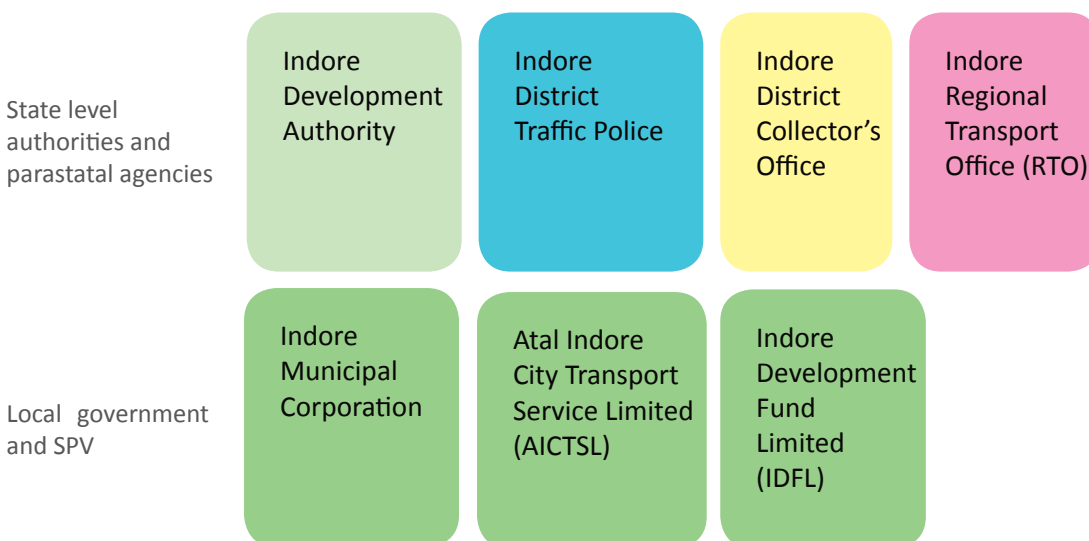 State level
authorities and
parastatal agencies
Indore
Development
Authority
Indore
District
Traffic Police
Indore
District
Collector’s
Office
Indore
Regional
Transport
Office (RTO)
Local government
and SPV
Indore
Municipal
Corporation
Atal Indore
City Transport
Service Limited
(AICTSL)
Indore
Development
Fund
Limited
(IDFL)